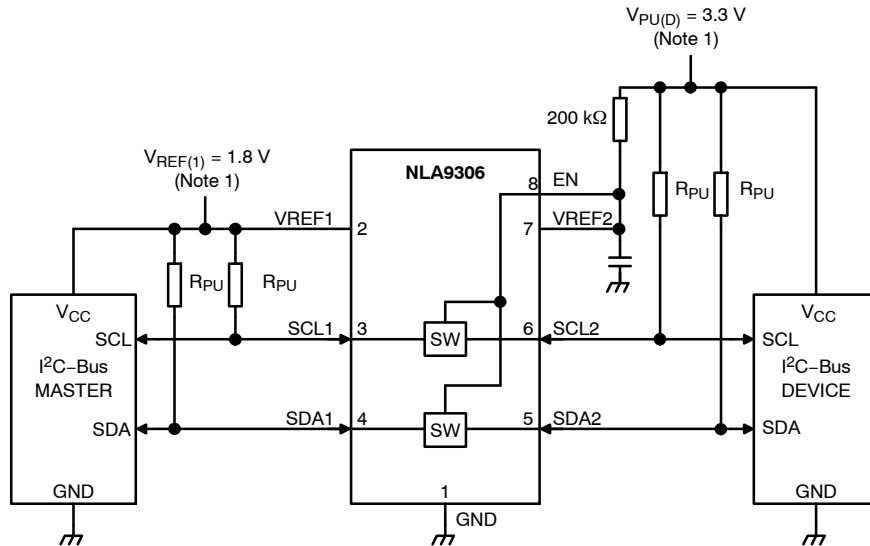 VPU(D) = 3.3 V
(Note 1)
200 kΩ
VREF(1) = 1.8 V
(Note 1)
NLA9306
8
EN
RPU
RPU
VREF1
2
7
VREF2
RPU
RPU
VCC
VCC
SCL
SCL1
3
SW
6
SCL2
SCL
I2C–Bus
MASTER
I2C–Bus
DEVICE
SDA
SDA1
4
SW
5
SDA2
SDA
GND
1
GND
GND